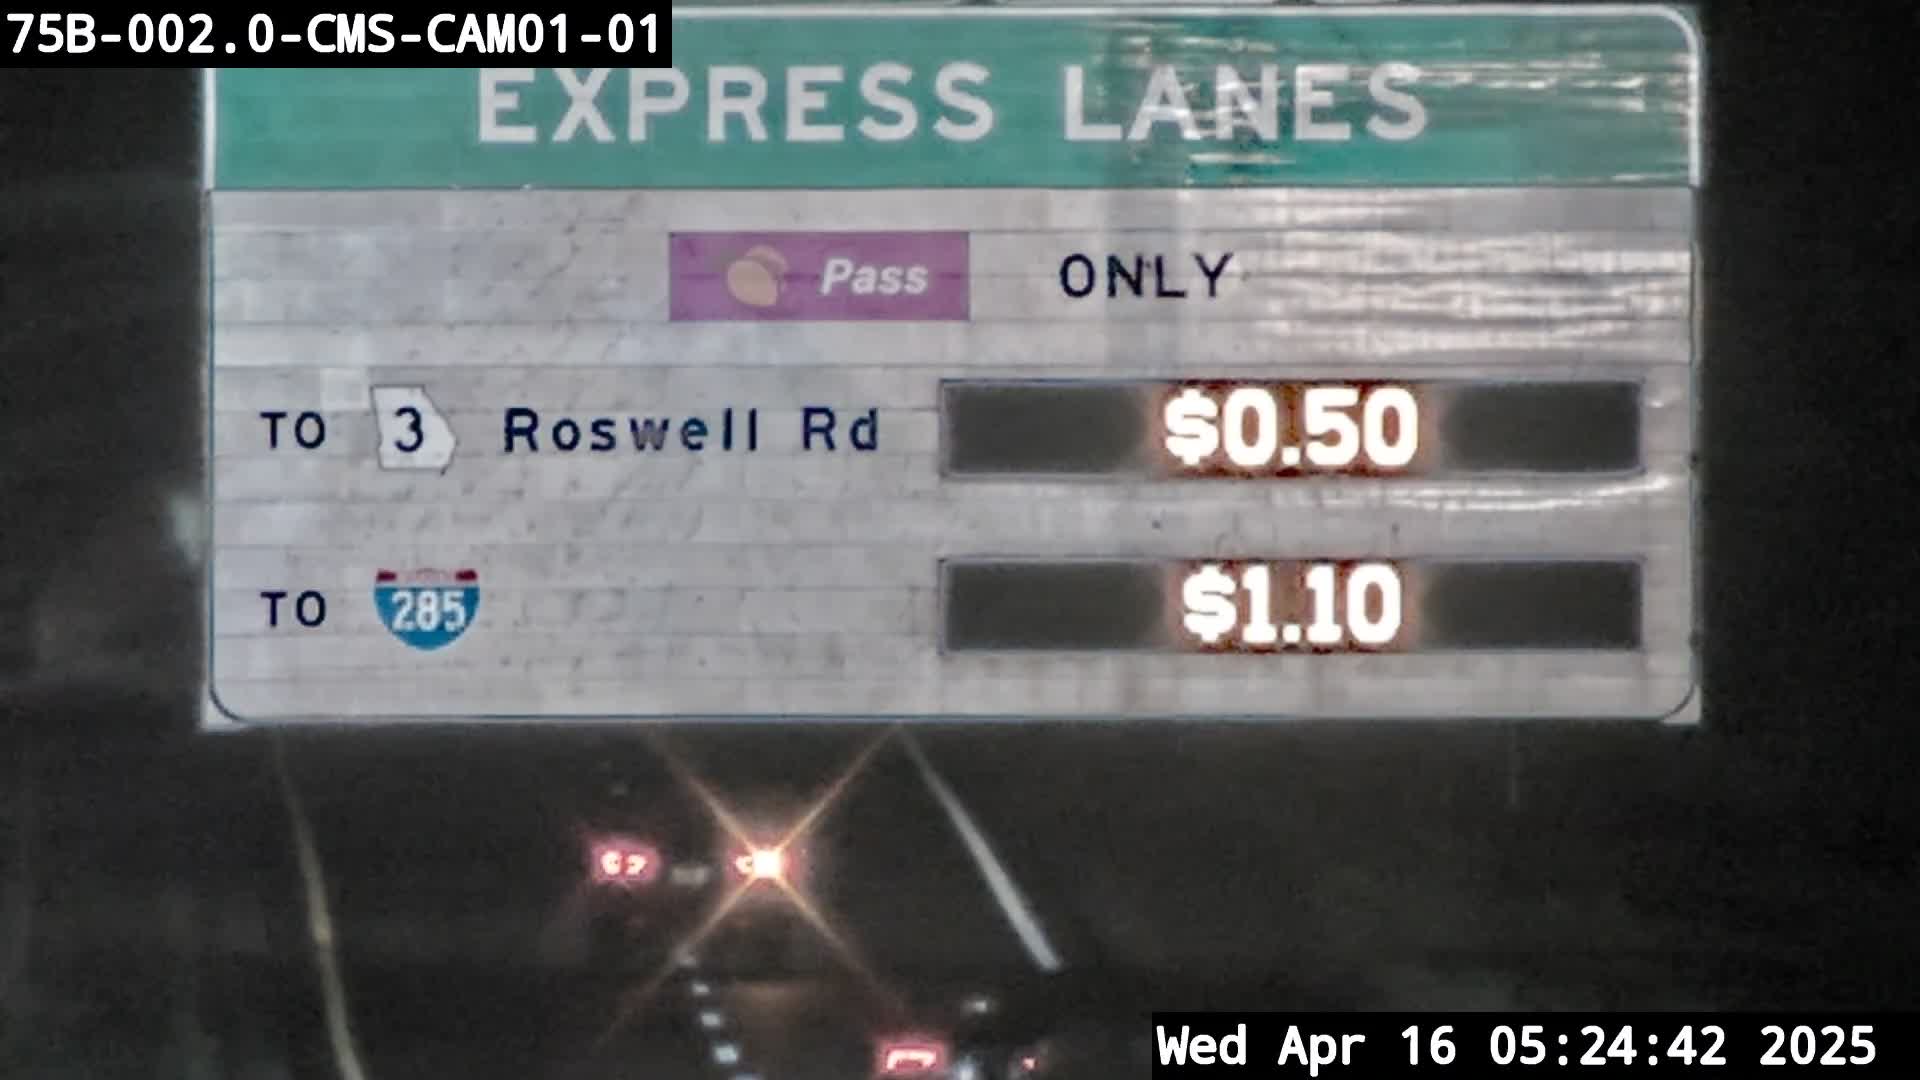 75B-002.0-CMS-CAM01-01
EXPRESS LANES
Pass ONLY
TO 3 Roswell Rd $0.50
TO 285 $1.10
Wed Apr 16 05:24:42 2025